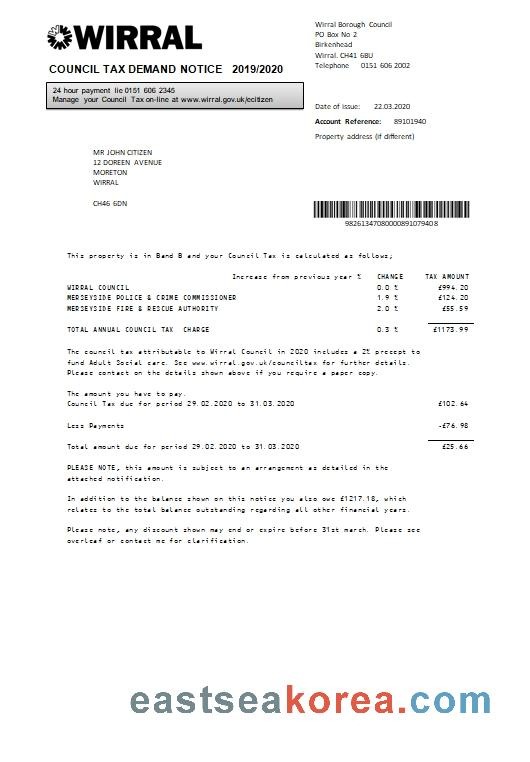 WIRRAL
COUNCIL TAX DEMAND NOTICE 2019/2020
24 hour payment lie 0151 606 2345
Manage your Council Tax on-line at www.wirral.gov.uk/ecitizen
Wirral Borough Council
PO Box No 2
Birkenhead
Wirral. CH41 6BU
Telephone 0151 606 2002
Date of issue: 22.03.2020
Account Reference: 89101940
Property address (if different)
MR JOHN CITIZEN
12 DOREEN AVENUE
MORETON
WIRRAL
CH46 6DN
98261347080000891079408
This property is in Band B and your Council Tax is calculated as follows;
Increase from previous year % CHANGE TAX AMOUNT
WIRRAL COUNCIL 0.0 % £994.20
MERSEYSIDE POLICE & CRIME COMMISSIONER 1.9 % £124.20
MERSEYSIDE FIRE & RESCUE AUTHORITY 2.0 % £55.59
TOTAL ANNUAL COUNCIL TAX CHARGE 0.3 % £1173.99
The council tax attributable to Wirral Council in 2020 includes a 2% precept to
fund Adult Social care. See www.wirral.gov.uk/counciltax for further details.
Please contact on the details shown above if you require a paper copy.
The amount you have to pay.
Council Tax due for period 29.02.2020 to 31.03.2020 £102.64
Less Payments -£76.98
Total amount due for period 29.02.2020 to 31.03.2020 £25.66
PLEASE NOTE, this amount is subject to an arrangement as detailed in the
attached notification.
In addition to the balance shown on this notice you also owe £1217.18, which
relates to the total balance outstanding regarding all other financial years.
Please note, any discount shown may end or expire before 31st march. Please see
overleaf or contact me for clarification.
eastseakorea.com